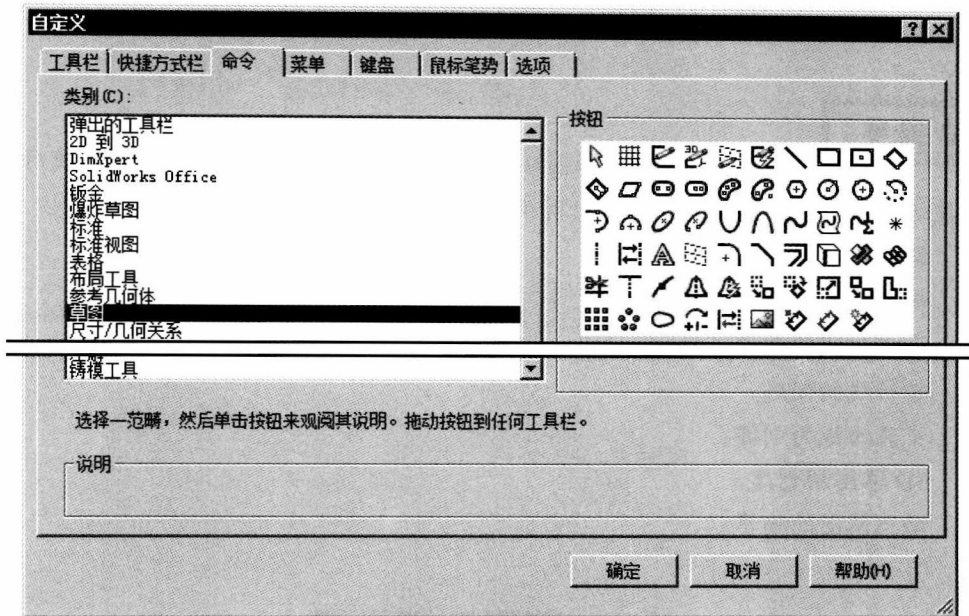 自定义
工具栏 快捷方式栏 命令 菜单 键盘 鼠标笔势 选项
类别(C):
弹出的工具栏
2D 到 3D
DimXpert
SolidWorks Office
钣金
爆炸草图
标准
标准视图
表格
布局工具
参考几何体
草图
尺寸/几何关系
铸模工具
按钮
3D
选择一范畴，然后单击按钮来观阅其说明。拖动按钮到任何工具栏。
说明
确定 取消 帮助(H)